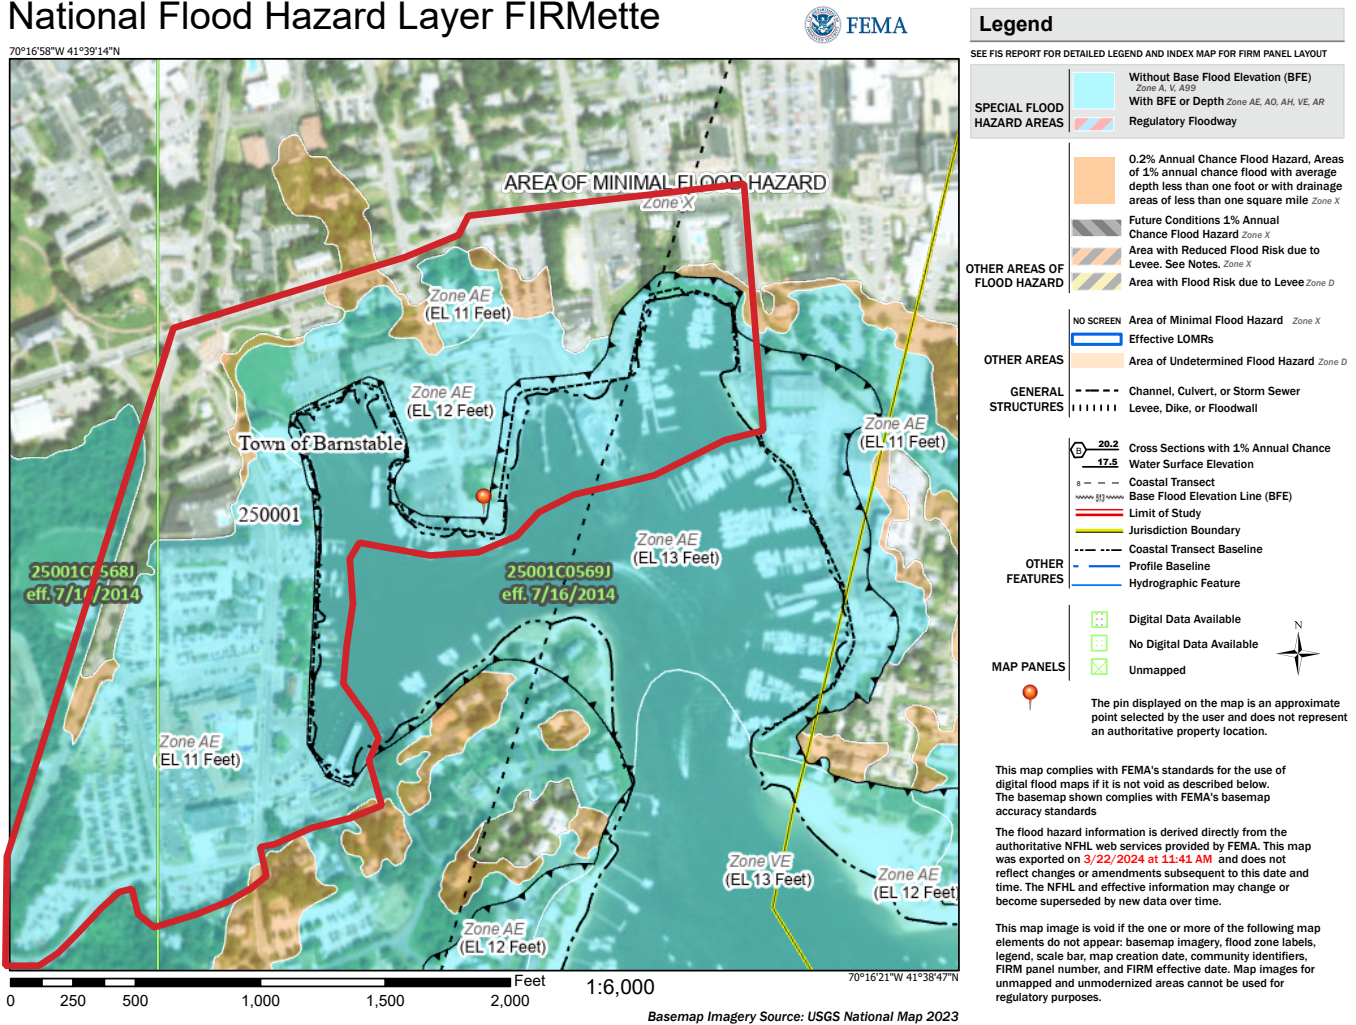 National Flood Hazard Layer FIRMette
FEMA
70°16'58"W 41°39'14"N
AREA OF MINIMAL FLOOD HAZARD
Zone X
Zone AE
(EL 11 Feet)
Zone AE
(EL 12 Feet)
Town of Barnstable
250001
Zone AE
(EL 11 Feet)
Zone AE
(EL 13 Feet)
25001C0568J
eff. 7/16/2014
25001C0569J
eff. 7/16/2014
Zone AE
(EL 11 Feet)
Zone VE
(EL 13 Feet)
Zone AE
(EL 12 Feet)
Zone AE
(EL 12 Feet)
70°16'21"W 41°38'47"N
Feet
1:6,000
0 250 500 1,000 1,500 2,000
Basemap Imagery Source: USGS National Map 2023
Legend
SEE FIS REPORT FOR DETAILED LEGEND AND INDEX MAP FOR FIRM PANEL LAYOUT
SPECIAL FLOOD
HAZARD AREAS
Without Base Flood Elevation (BFE)
Zone A, V, A99
With BFE or Depth Zone AE, AO, AH, VE, AR
Regulatory Floodway
OTHER AREAS OF
FLOOD HAZARD
0.2% Annual Chance Flood Hazard, Areas
of 1% annual chance flood with average
depth less than one foot or with drainage
areas of less than one square mile Zone X
Future Conditions 1% Annual
Chance Flood Hazard Zone X
Area with Reduced Flood Risk due to
Levee. See Notes. Zone X
Area with Flood Risk due to Levee Zone D
OTHER AREAS
NO SCREEN Area of Minimal Flood Hazard Zone X
Effective LOMRs
Area of Undetermined Flood Hazard Zone D
GENERAL
STRUCTURES
Channel, Culvert, or Storm Sewer
Levee, Dike, or Floodwall
OTHER
FEATURES
B 20.2 Cross Sections with 1% Annual Chance
17.5 Water Surface Elevation
8 Coastal Transect
513 Base Flood Elevation Line (BFE)
Limit of Study
Jurisdiction Boundary
Coastal Transect Baseline
Profile Baseline
Hydrographic Feature
MAP PANELS
Digital Data Available
No Digital Data Available
Unmapped
N
The pin displayed on the map is an approximate
point selected by the user and does not represent
an authoritative property location.
This map complies with FEMA's standards for the use of
digital flood maps if it is not void as described below.
The basemap shown complies with FEMA's basemap
accuracy standards
The flood hazard information is derived directly from the
authoritative NFHL web services provided by FEMA. This map
was exported on 3/22/2024 at 11:41 AM and does not
reflect changes or amendments subsequent to this date and
time. The NFHL and effective information may change or
become superseded by new data over time.
This map image is void if the one or more of the following map
elements do not appear: basemap imagery, flood zone labels,
legend, scale bar, map creation date, community identifiers,
FIRM panel number, and FIRM effective date. Map images for
unmapped and unmodernized areas cannot be used for
regulatory purposes.